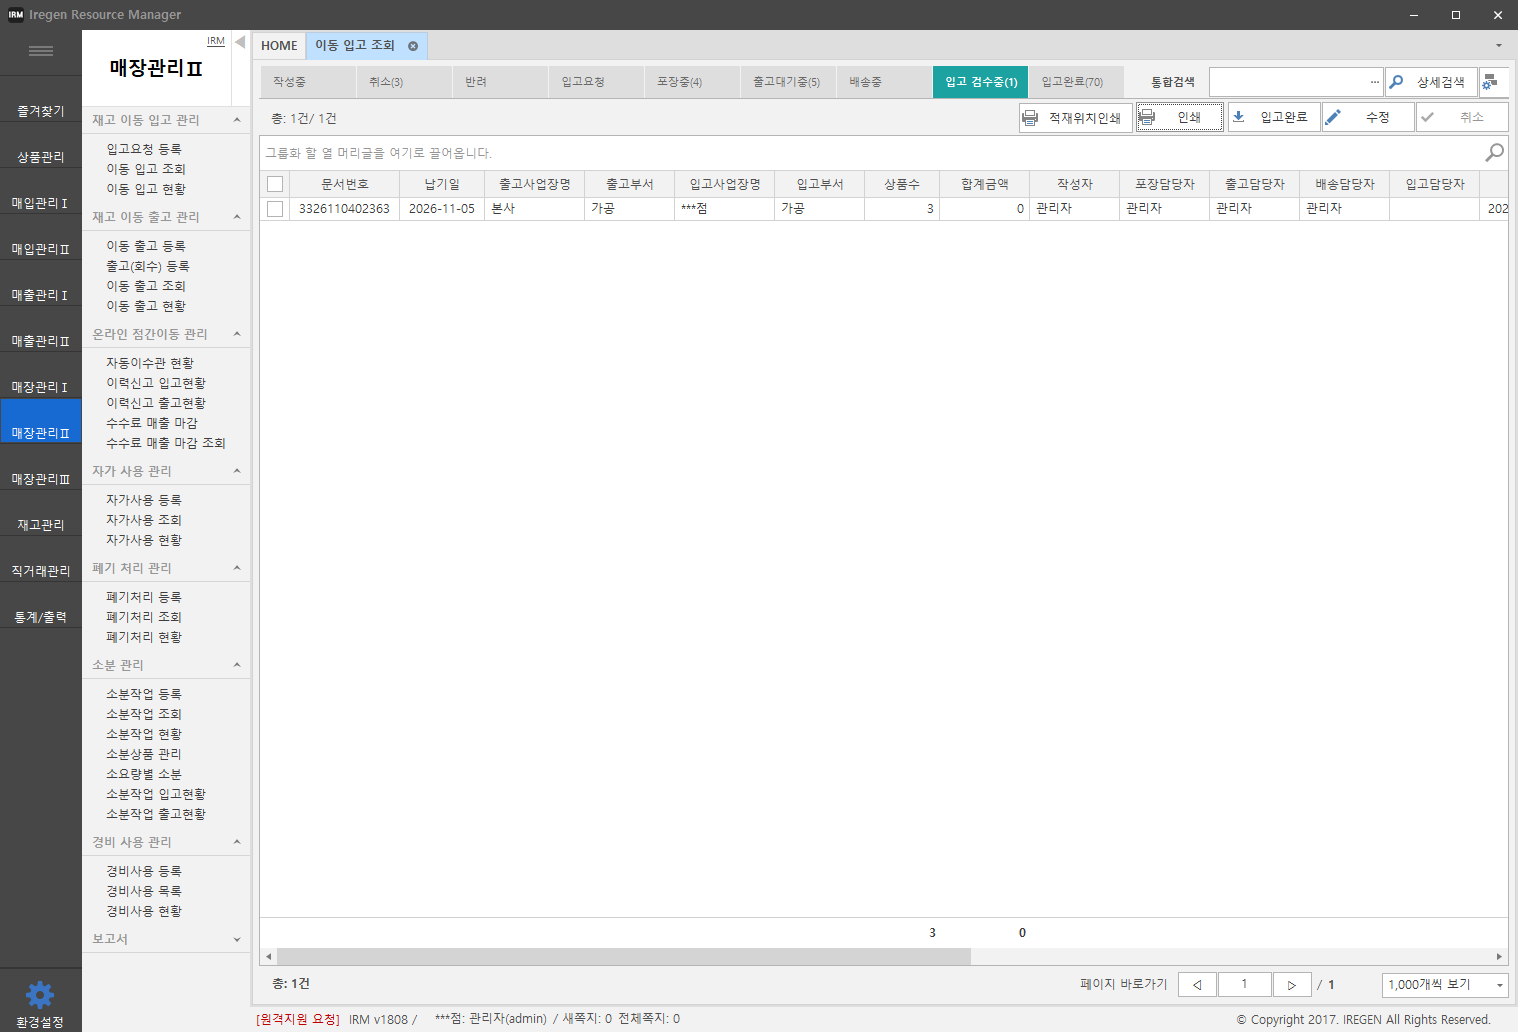 IRM Iregen Resource Manager
즐겨찾기
상품관리
매입관리Ⅰ
매입관리Ⅱ
매출관리Ⅰ
매출관리Ⅱ
매장관리Ⅰ
매장관리Ⅱ
매장관리Ⅲ
재고관리
직거래관리
통계/출력
환경설정
IRM
매장관리Ⅱ
재고 이동 입고 관리
입고요청 등록
이동 입고 조회
이동 입고 현황
재고 이동 출고 관리
이동 출고 등록
출고(회수) 등록
이동 출고 조회
이동 출고 현황
온라인 점간이동 관리
자동이수관 현황
이력신고 입고현황
이력신고 출고현황
수수료 매출 마감
수수료 매출 마감 조회
자가 사용 관리
자가사용 등록
자가사용 조회
자가사용 현황
폐기 처리 관리
폐기처리 등록
폐기처리 조회
폐기처리 현황
소분 관리
소분작업 등록
소분작업 조회
소분작업 현황
소분상품 관리
소요량별 소분
소분작업 입고현황
소분작업 출고현황
경비 사용 관리
경비사용 등록
경비사용 목록
경비사용 현황
보고서
HOME 이동 입고 조회
작성중 취소(3) 반려 입고요청 포장중(4) 출고대기중(5) 배송중 입고 검수중(1) 입고완료(70) 통합검색 ... 상세검색
총: 1건/ 1건 적재위치인쇄 인쇄 입고완료 수정 취소
그룹화 할 열 머리글을 여기로 끌어옵니다.
문서번호 납기일 출고사업장명 출고부서 입고사업장명 입고부서 상품수 합계금액 작성자 포장담당자 출고담당자 배송담당자 입고담당자
3326110402363 2026-11-05 본사 가공 ***점 가공 3 0 관리자 관리자 관리자 관리자 202
3 0
총: 1건 페이지 바로가기 1 / 1 1,000개씩 보기
[원격지원 요청] IRM v1808 / ***점: 관리자(admin) / 새쪽지: 0 전체쪽지: 0 © Copyright 2017. IREGEN All Rights Reserved.